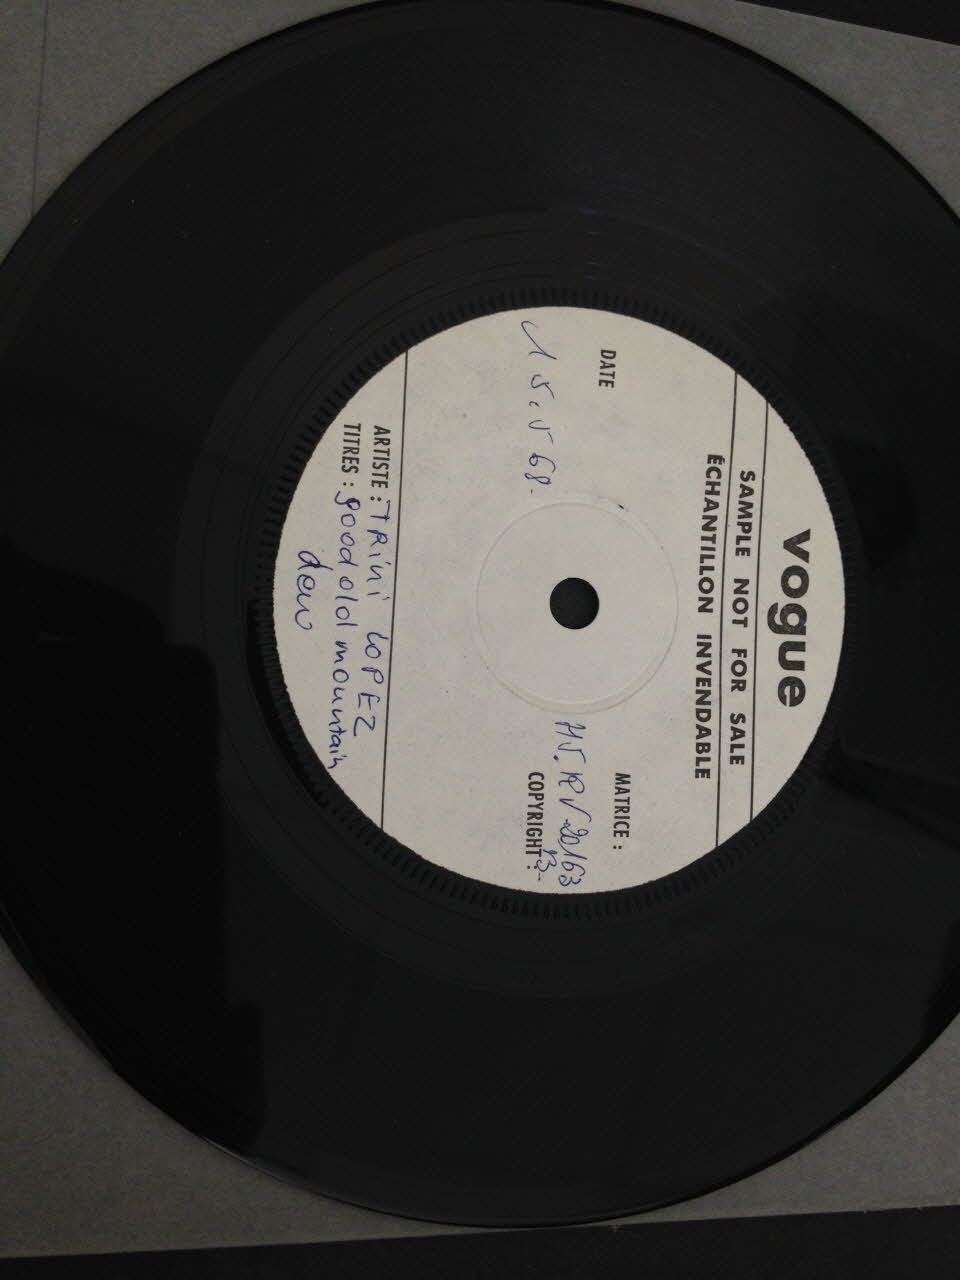 vogue
SAMPLE NOT FOR SALE
ÉCHANTILLON INVENDABLE
DATE
MATRICE :
15.5 68.
COPYRIGHT :
ARTISTE : TRiNi LOPEZ
TITRES : good old mountain
dew